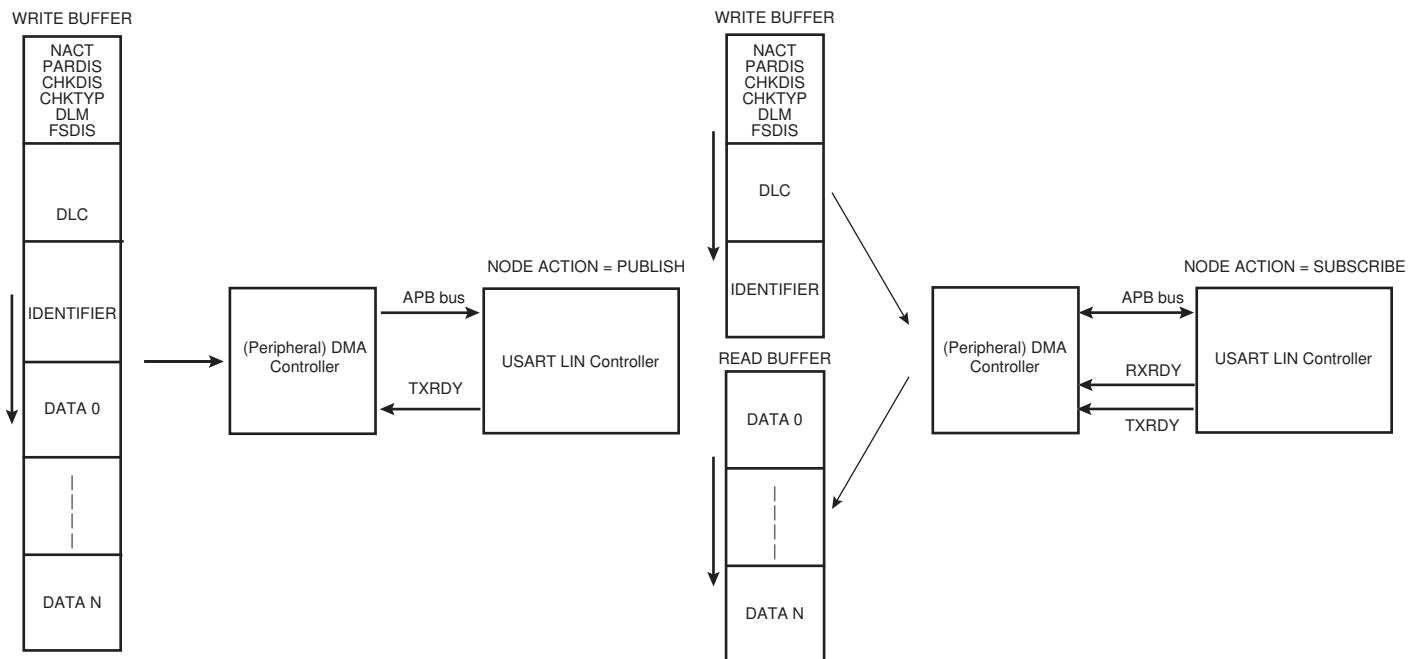 WRITE BUFFER
NACT
PARDIS
CHKDIS
CHKTYP
DLM
FSDIS
DLC
IDENTIFIER
DATA 0
DATA N
(Peripheral) DMA
Controller
APB bus
TXRDY
NODE ACTION = PUBLISH
USART LIN Controller
WRITE BUFFER
NACT
PARDIS
CHKDIS
CHKTYP
DLM
FSDIS
DLC
IDENTIFIER
READ BUFFER
DATA 0
DATA N
(Peripheral) DMA
Controller
APB bus
RXRDY
TXRDY
NODE ACTION = SUBSCRIBE
USART LIN Controller